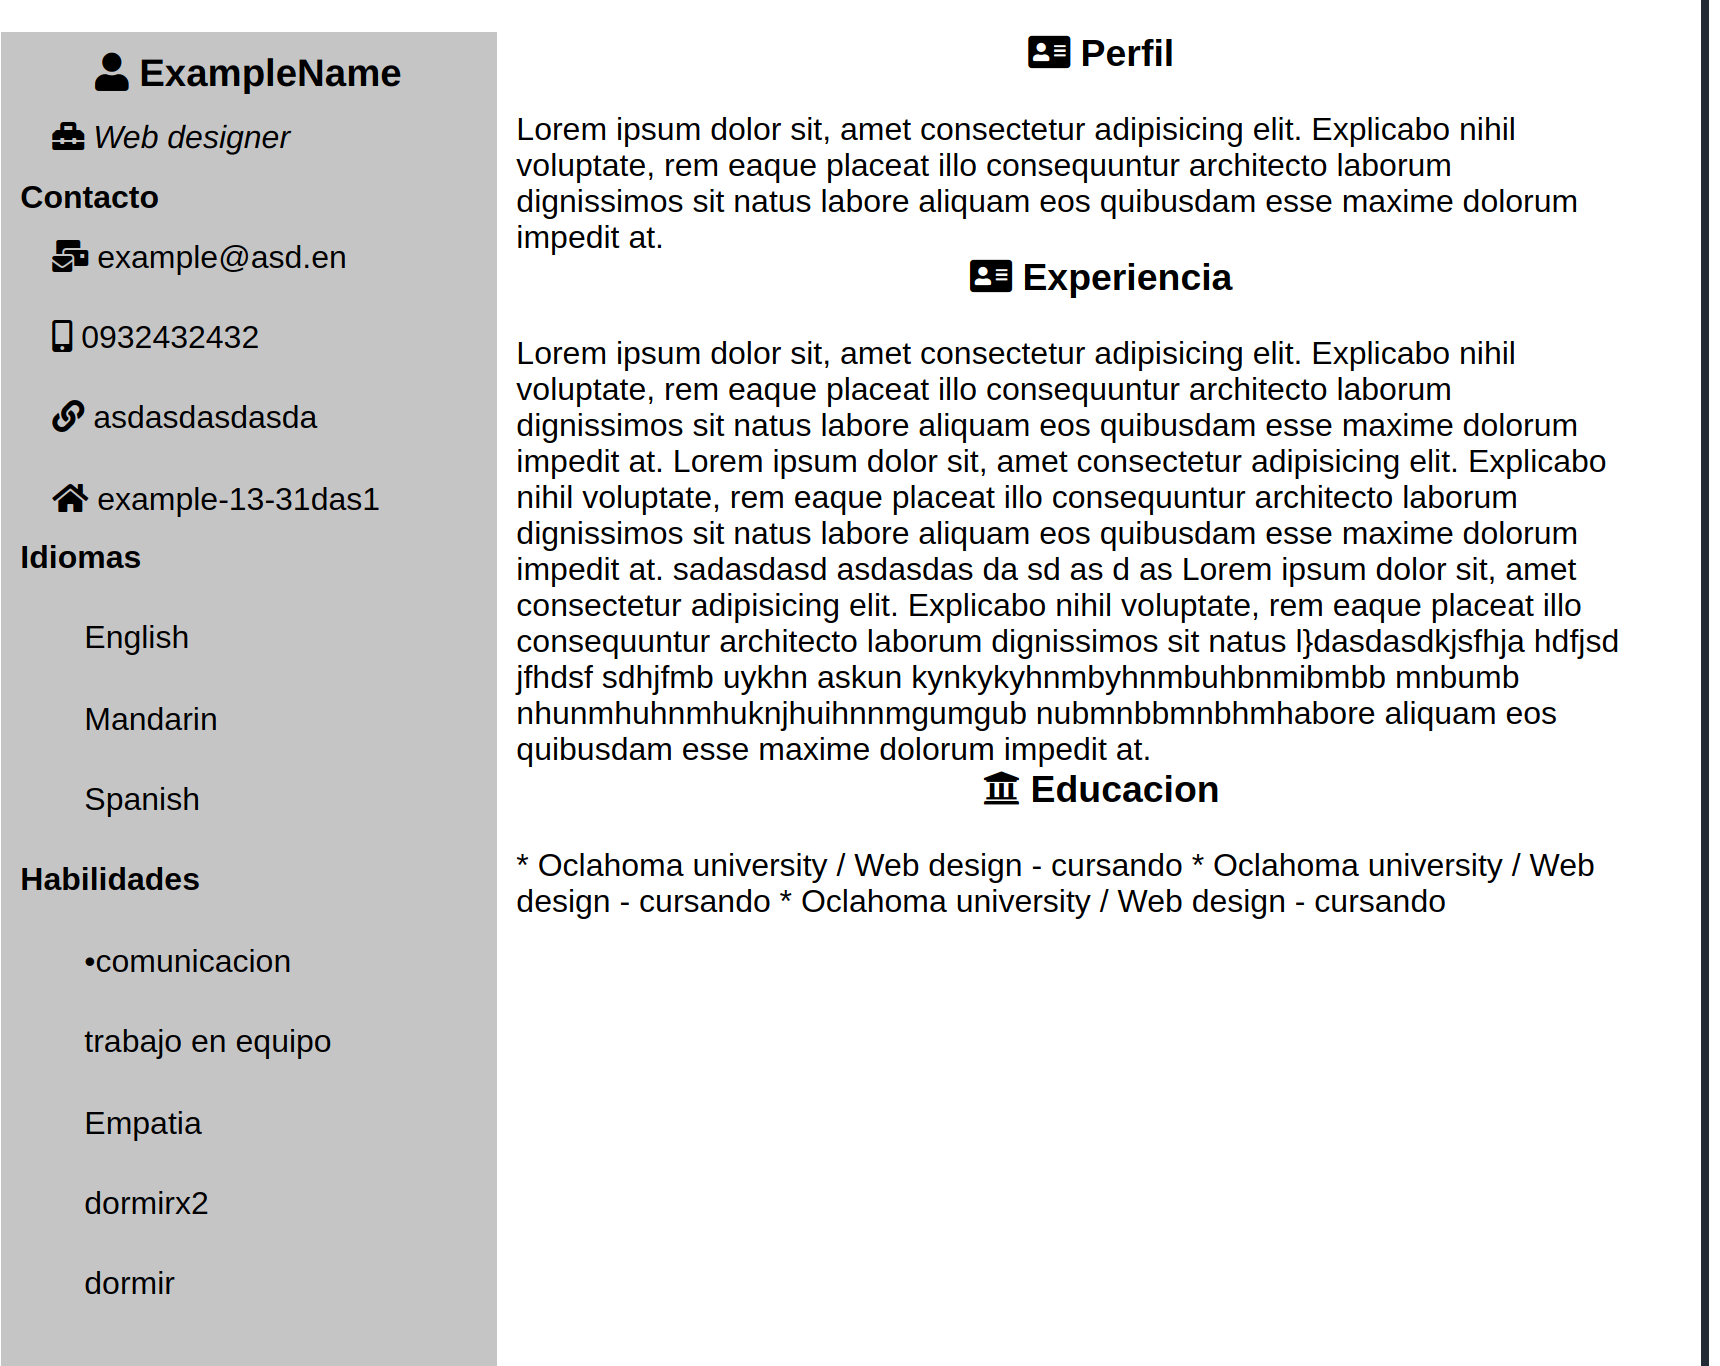 ExampleName
Web designer
Contacto
example@asd.en
0932432432
asdasdasdasda
example-13-31das1
Idiomas
English
Mandarin
Spanish
Habilidades
•comunicacion
trabajo en equipo
Empatia
dormirx2
dormir
Perfil
Lorem ipsum dolor sit, amet consectetur adipisicing elit. Explicabo nihil
voluptate, rem eaque placeat illo consequuntur architecto laborum
dignissimos sit natus labore aliquam eos quibusdam esse maxime dolorum
impedit at.
Experiencia
Lorem ipsum dolor sit, amet consectetur adipisicing elit. Explicabo nihil
voluptate, rem eaque placeat illo consequuntur architecto laborum
dignissimos sit natus labore aliquam eos quibusdam esse maxime dolorum
impedit at. Lorem ipsum dolor sit, amet consectetur adipisicing elit. Explicabo
nihil voluptate, rem eaque placeat illo consequuntur architecto laborum
dignissimos sit natus labore aliquam eos quibusdam esse maxime dolorum
impedit at. sadasdasd asdasdas da sd as d as Lorem ipsum dolor sit, amet
consectetur adipisicing elit. Explicabo nihil voluptate, rem eaque placeat illo
consequuntur architecto laborum dignissimos sit natus l}dasdasdkjsfhja hdfjsd
jfhdsf sdhjfmb uykhn askun kynkykyhnmbyhnmbuhbnmibmbb mnbumb
nhunmhuhnmhuknjhuihnnmgumgub nubmnbbmnbhmhabore aliquam eos
quibusdam esse maxime dolorum impedit at.
Educacion
* Oclahoma university / Web design - cursando * Oclahoma university / Web
design - cursando * Oclahoma university / Web design - cursando